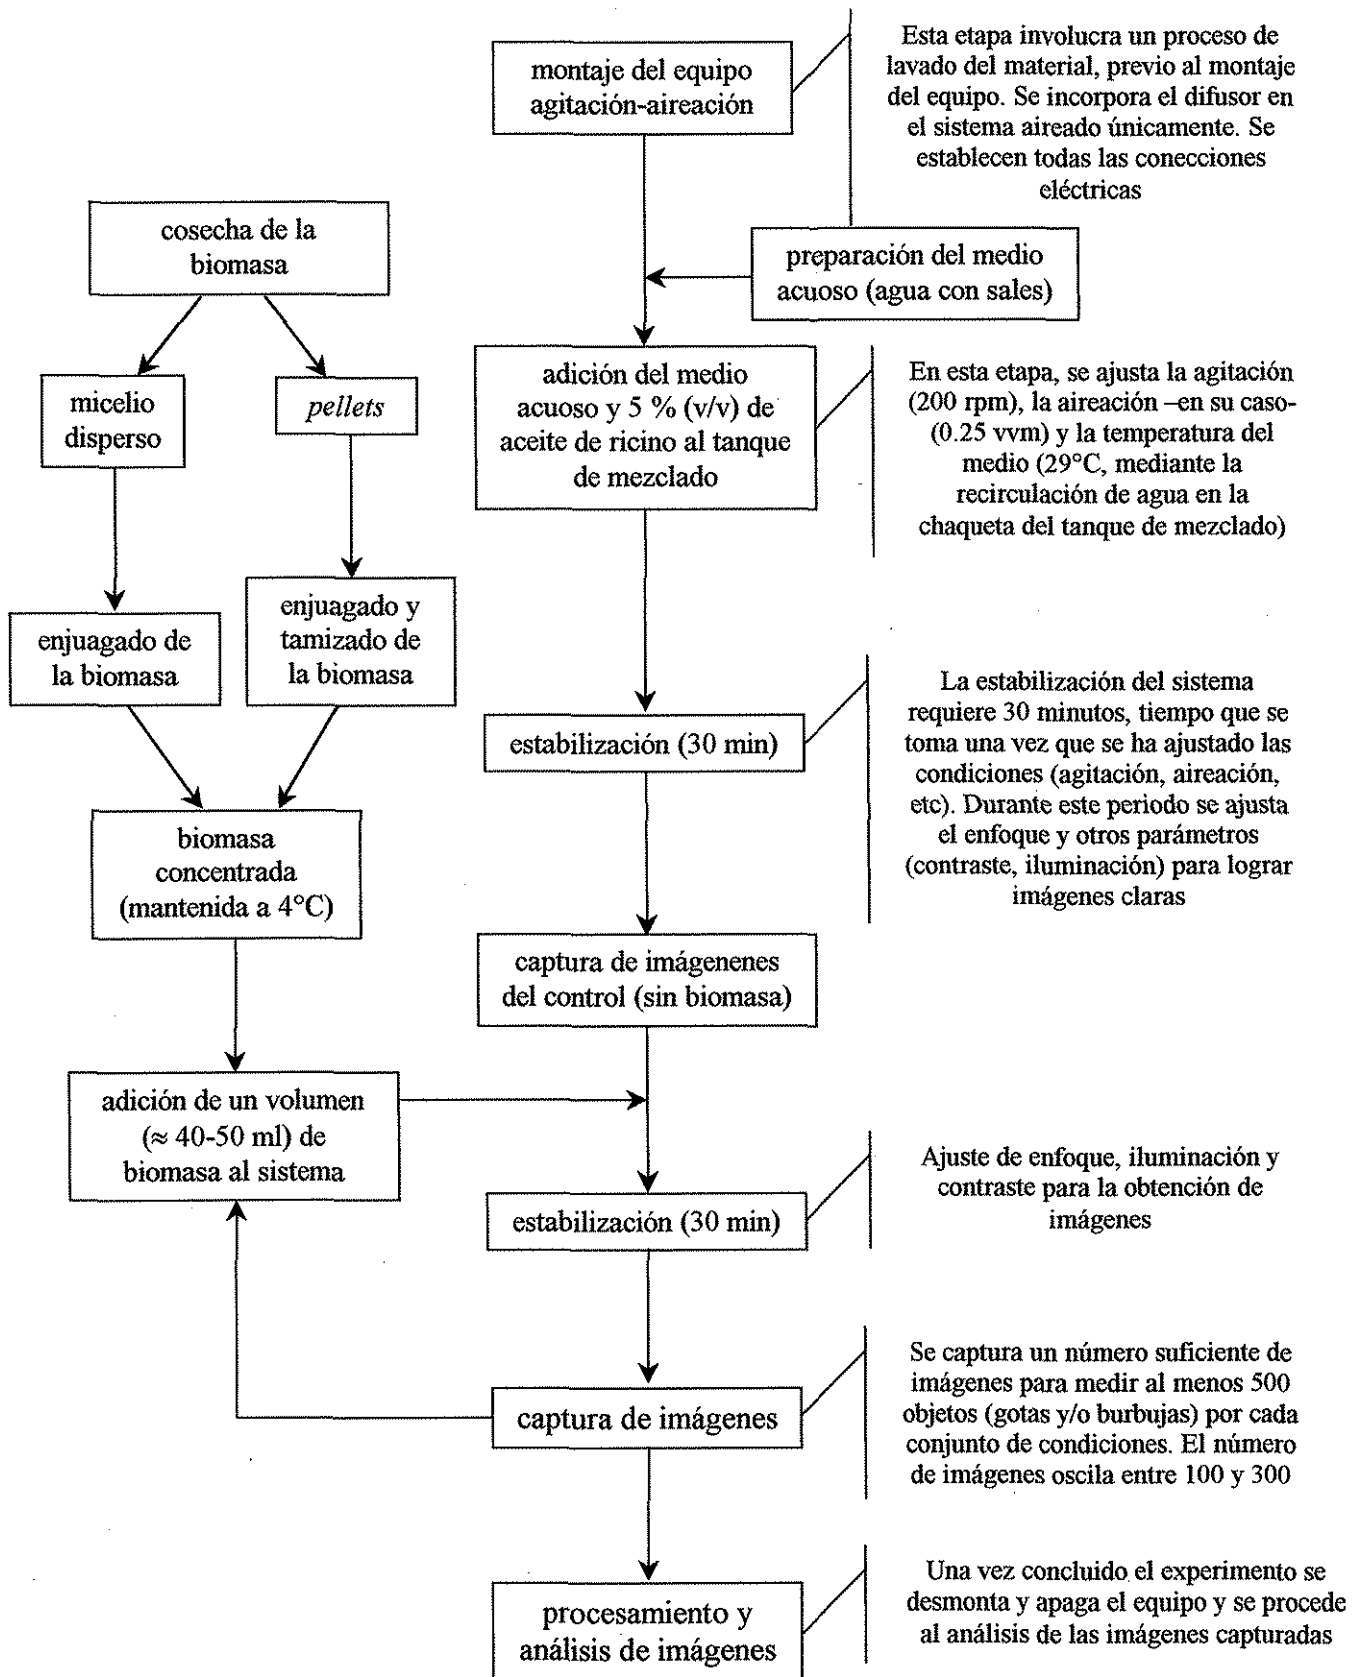 montaje del equipo
agitación-aireación
Esta etapa involucra un proceso de
lavado del material, previo al montaje
del equipo. Se incorpora el difusor en
el sistema aireado únicamente. Se
establecen todas las conecciones
eléctricas
cosecha de la
biomasa
preparación del medio
acuoso (agua con sales)
micelio
disperso
pellets
adición del medio
acuoso y 5 % (v/v) de
aceite de ricino al tanque
de mezclado
En esta etapa, se ajusta la agitación
(200 rpm), la aireación –en su caso-
(0.25 vvm) y la temperatura del
medio (29°C, mediante la
recirculación de agua en la
chaqueta del tanque de mezclado)
enjuagado de
la biomasa
enjuagado y
tamizado de
la biomasa
estabilización (30 min)
La estabilización del sistema
requiere 30 minutos, tiempo que se
toma una vez que se ha ajustado las
condiciones (agitación, aireación,
etc). Durante este periodo se ajusta
el enfoque y otros parámetros
(contraste, iluminación) para lograr
imágenes claras
biomasa
concentrada
(mantenida a 4°C)
captura de imágenenes
del control (sin biomasa)
adición de un volumen
(≈ 40-50 ml) de
biomasa al sistema
estabilización (30 min)
Ajuste de enfoque, iluminación y
contraste para la obtención de
imágenes
captura de imágenes
Se captura un número suficiente de
imágenes para medir al menos 500
objetos (gotas y/o burbujas) por cada
conjunto de condiciones. El número
de imágenes oscila entre 100 y 300
procesamiento y
análisis de imágenes
Una vez concluido el experimento se
desmonta y apaga el equipo y se procede
al análisis de las imágenes capturadas